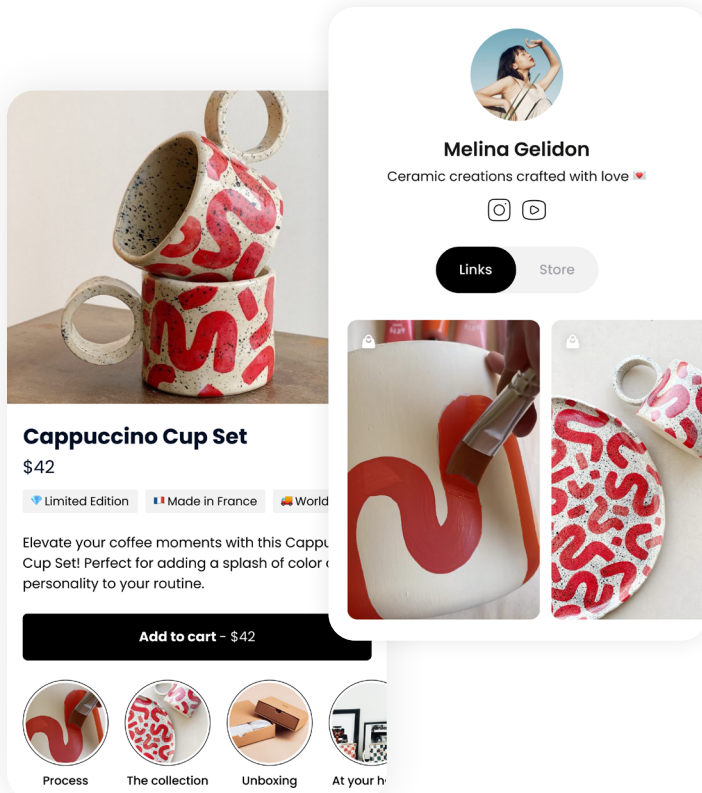 Melina Gelidon
Ceramic creations crafted with love 💌
Links
Store
Cappuccino Cup Set
$42
💎 Limited Edition
🇫🇷 Made in France
🚚 World
Elevate your coffee moments with this Cappu
Cup Set! Perfect for adding a splash of color
personality to your routine.
Add to cart - $42
Process
The collection
Unboxing
At your h